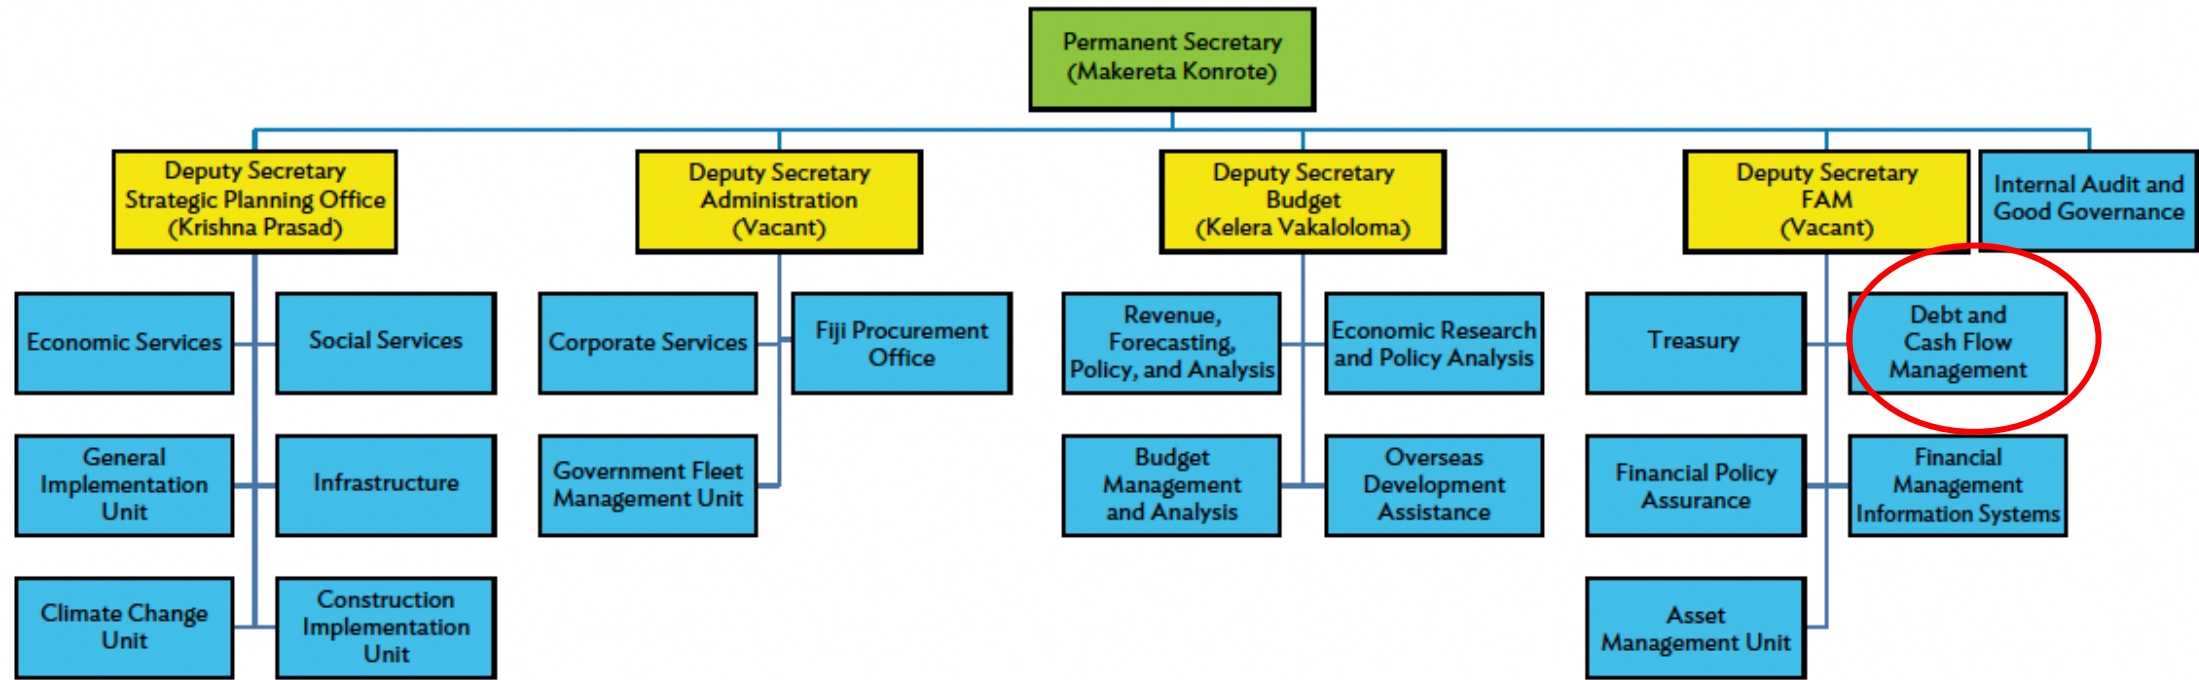 Permanent Secretary
(Makereta Konrote)
Deputy Secretary
Strategic Planning Office
(Krishna Prasad)
Deputy Secretary
Administration
(Vacant)
Deputy Secretary
Budget
(Kelera Vakaloloma)
Deputy Secretary
FAM
(Vacant)
Internal Audit and
Good Governance
Economic Services
Social Services
Corporate Services
Fiji Procurement
Office
Revenue,
Forecasting,
Policy, and Analysis
Economic Research
and Policy Analysis
Treasury
Debt and
Cash Flow
Management
General
Implementation
Unit
Infrastructure
Government Fleet
Management Unit
Budget
Management
and Analysis
Overseas
Development
Assistance
Financial Policy
Assurance
Financial
Management
Information Systems
Climate Change
Unit
Construction
Implementation
Unit
Asset
Management Unit